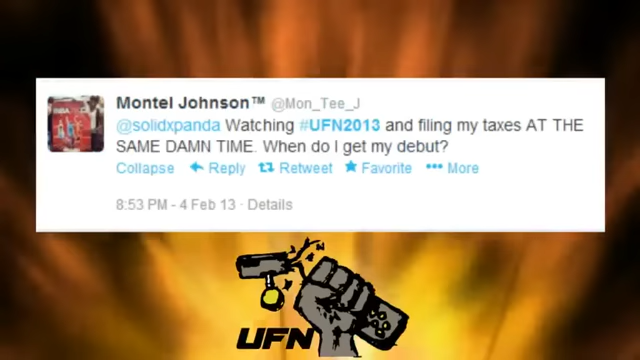 Montel Johnson™ @Mon_Tee_J
@solidxpanda Watching #UFN2013 and filing my taxes AT THE
SAME DAMN TIME. When do I get my debut?
Collapse Reply Retweet Favorite More
8:53 PM - 4 Feb 13 · Details
UFN